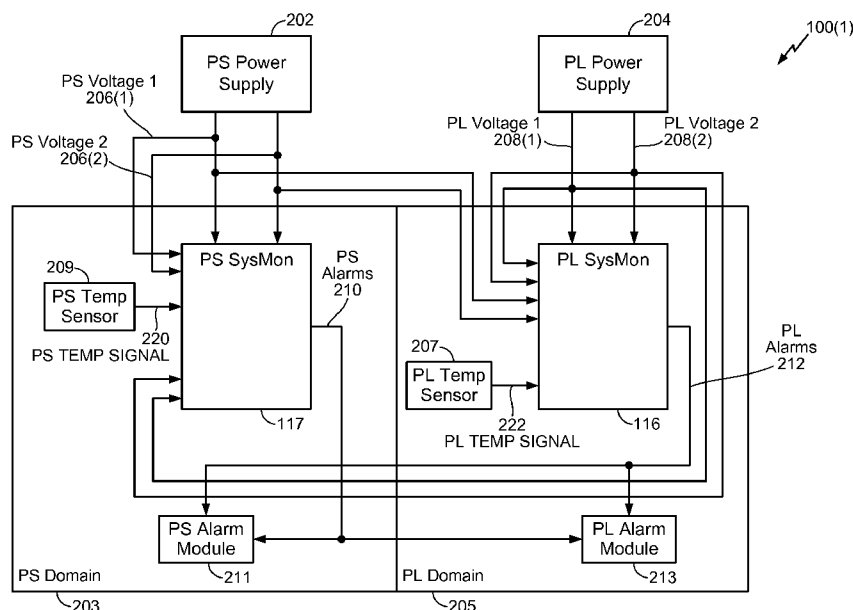 202
204
100(1)
PS Power
Supply
PL Power
Supply
PS Voltage 1
206(1)
PS Voltage 2
206(2)
PL Voltage 1
208(1)
PL Voltage 2
208(2)
PS SysMon
PS
Alarms
210
PL SysMon
209
PS Temp
Sensor
220
PS TEMP SIGNAL
207
PL Temp
Sensor
222
PL TEMP SIGNAL
PL
Alarms
212
117
116
PS Alarm
Module
211
PL Alarm
Module
213
PS Domain
203
PL Domain
205